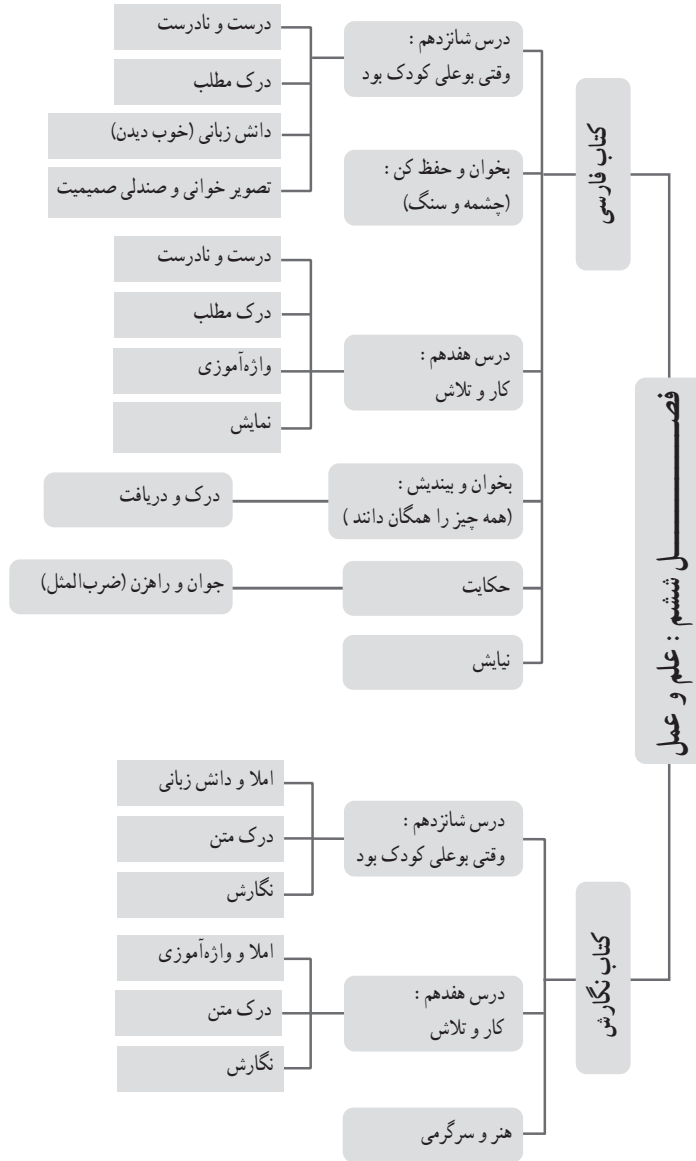 فصل ششم : علم و عمل
کتاب فارسی
درس شانزدهم :
وقتی بوعلی کودک بود
درست و نادرست
درک مطلب
دانش زبانی (خوب دیدن)
تصویر خوانی و صندلی صمیمیت
بخوان و حفظ کن :
(چشمه و سنگ)
درس هفدهم :
کار و تلاش
درست و نادرست
درک مطلب
واژه‌آموزی
نمایش
بخوان و بیندیش :
(همه چیز را همگان دانند )
درک و دریافت
حکایت
جوان و راهزن (ضرب‌المثل)
نیایش
کتاب نگارش
درس شانزدهم :
وقتی بوعلی کودک بود
املا و دانش زبانی
درک متن
نگارش
درس هفدهم :
کار و تلاش
املا و واژه‌آموزی
درک متن
نگارش
هنر و سرگرمی